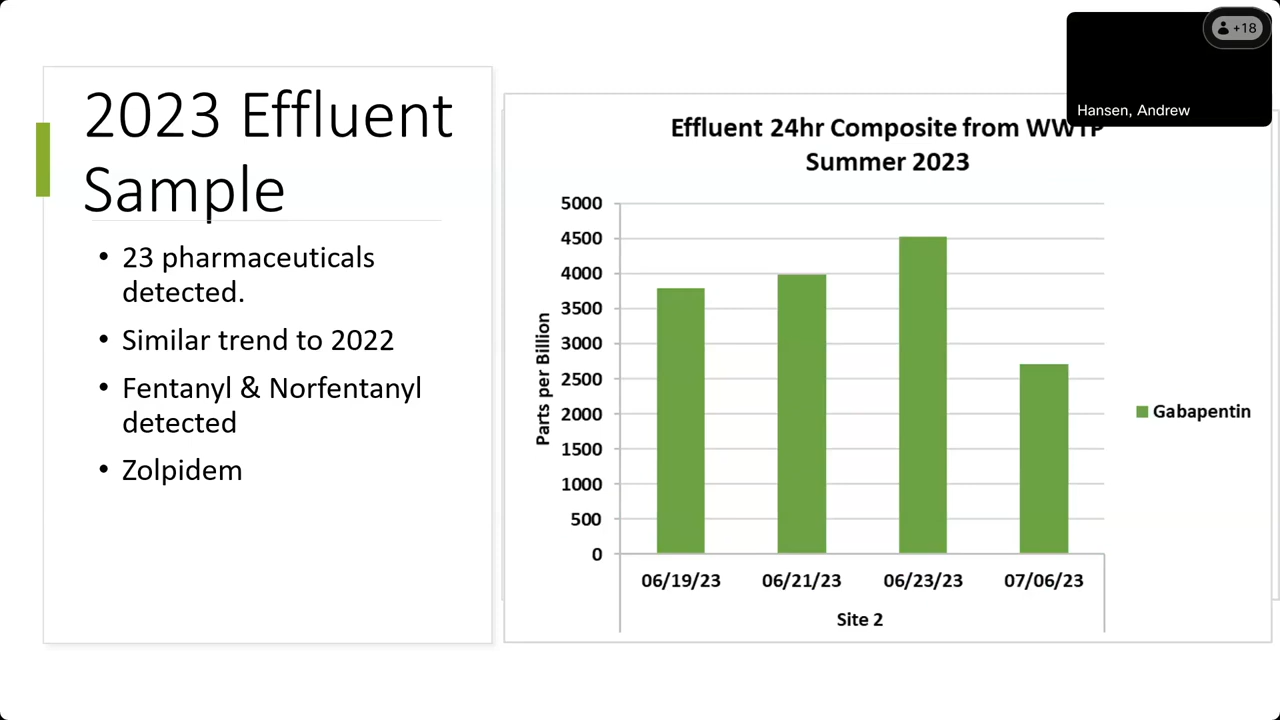 +18
Hansen, Andrew
2023 Effluent
Sample
• 23 pharmaceuticals
detected.
• Similar trend to 2022
• Fentanyl & Norfentanyl
detected
• Zolpidem
Effluent 24hr Composite from WWTP
Summer 2023
Parts per Billion
5000
4500
4000
3500
3000
2500
2000
1500
1000
500
0
06/19/23 06/21/23 06/23/23 07/06/23
Site 2
Gabapentin